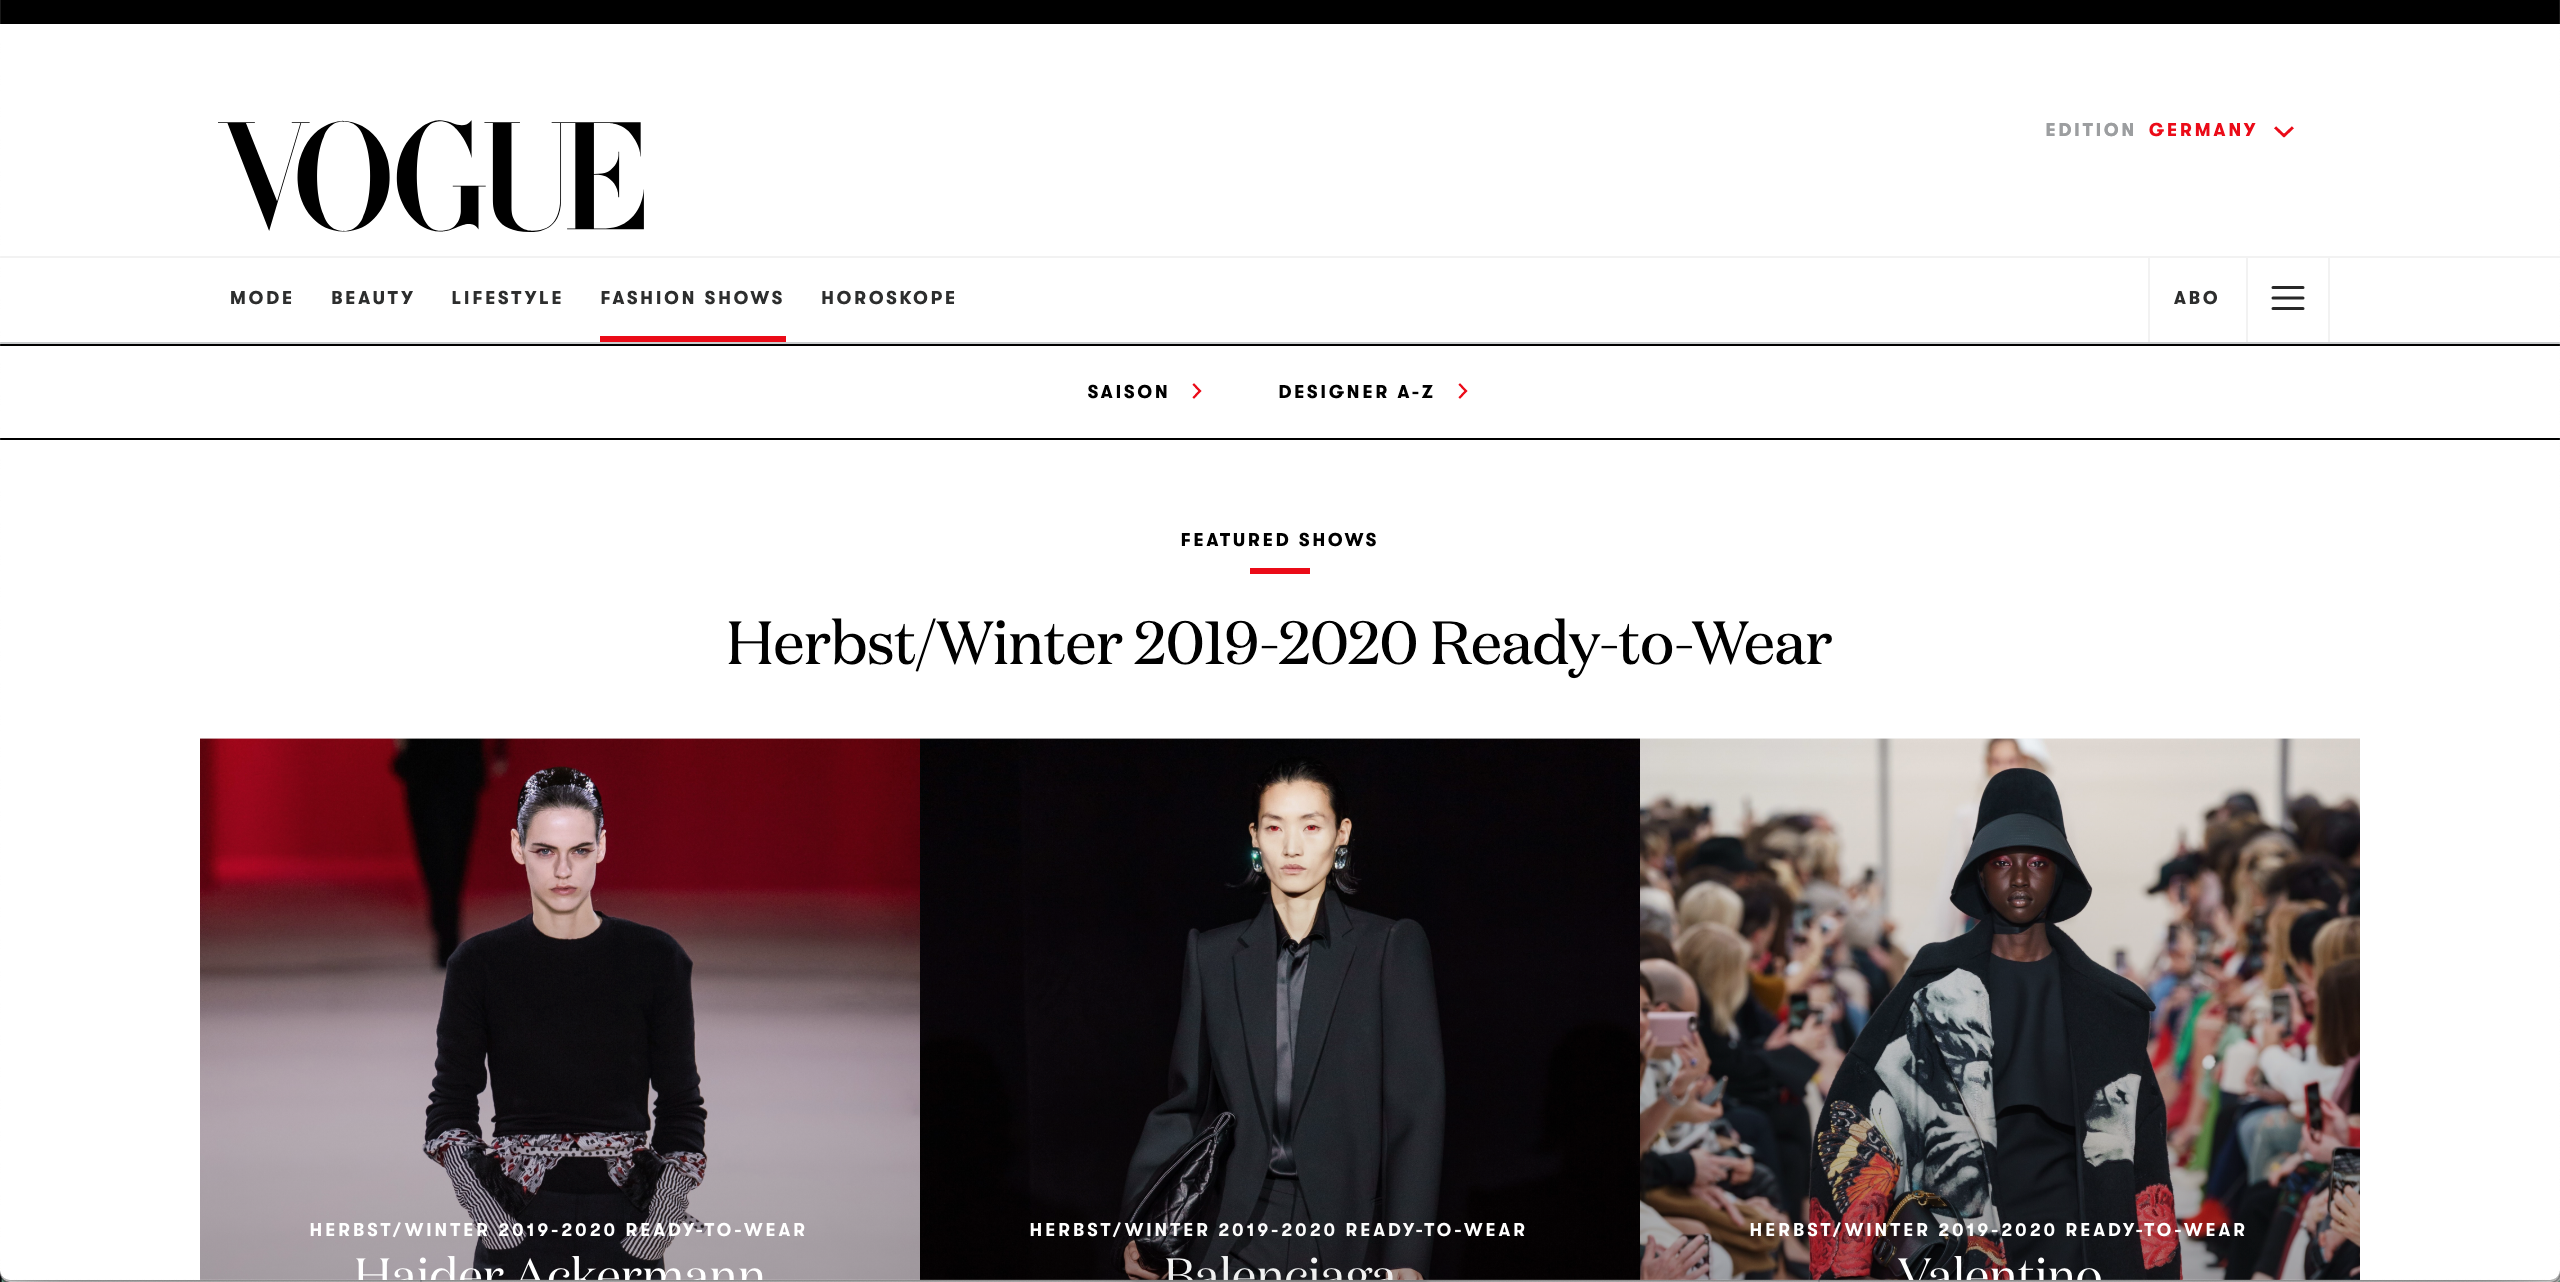 VOGUE
EDITION GERMANY
MODE BEAUTY LIFESTYLE FASHION SHOWS HOROSKOPE ABO
SAISON DESIGNER A-Z
FEATURED SHOWS
Herbst/Winter 2019-2020 Ready-to-Wear
HERBST/WINTER 2019-2020 READY-TO-WEAR
Haider Ackermann
HERBST/WINTER 2019-2020 READY-TO-WEAR
Balenciaga
HERBST/WINTER 2019-2020 READY-TO-WEAR
Valentino